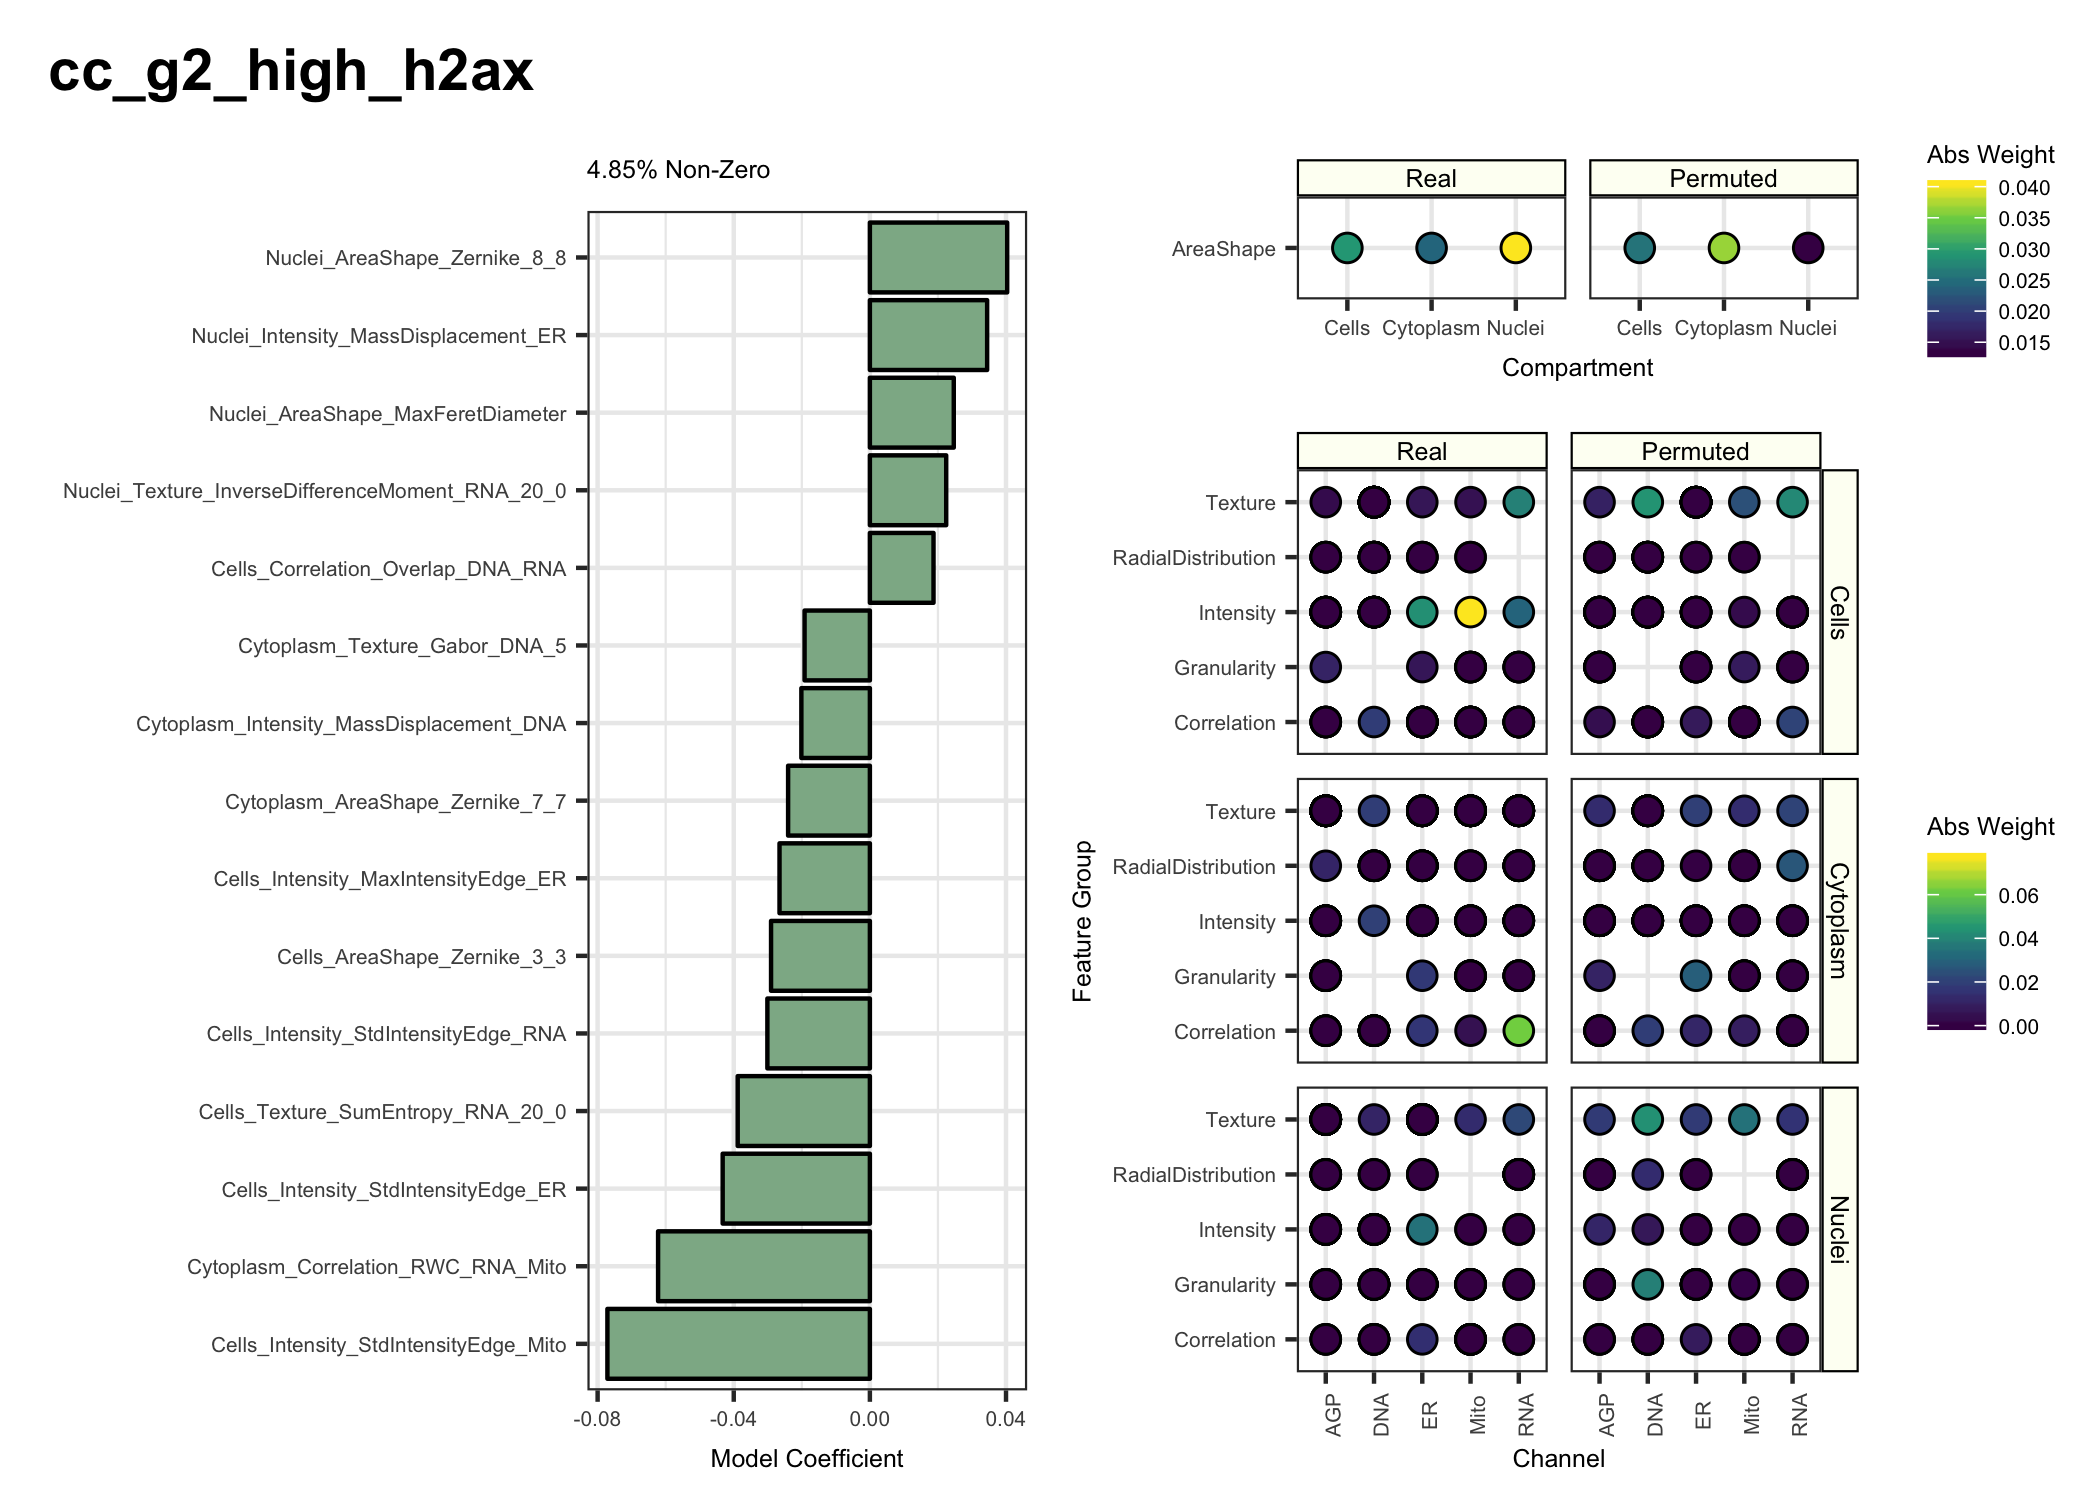 cc_g2_high_h2ax
4.85% Non-Zero
Nuclei_AreaShape_Zernike_8_8
Nuclei_Intensity_MassDisplacement_ER
Nuclei_AreaShape_MaxFeretDiameter
Nuclei_Texture_InverseDifferenceMoment_RNA_20_0
Cells_Correlation_Overlap_DNA_RNA
Cytoplasm_Texture_Gabor_DNA_5
Cytoplasm_Intensity_MassDisplacement_DNA
Cytoplasm_AreaShape_Zernike_7_7
Cells_Intensity_MaxIntensityEdge_ER
Cells_AreaShape_Zernike_3_3
Cells_Intensity_StdIntensityEdge_RNA
Cells_Texture_SumEntropy_RNA_20_0
Cells_Intensity_StdIntensityEdge_ER
Cytoplasm_Correlation_RWC_RNA_Mito
Cells_Intensity_StdIntensityEdge_Mito
-0.08 -0.04 0.00 0.04
Model Coefficient
Real Permuted
AreaShape
Cells Cytoplasm Nuclei Cells Cytoplasm Nuclei
Compartment
Abs Weight
0.040
0.035
0.030
0.025
0.020
0.015
Feature Group
Real Permuted
Texture
RadialDistribution
Intensity
Granularity
Correlation
Cells
Texture
RadialDistribution
Intensity
Granularity
Correlation
Cytoplasm
Texture
RadialDistribution
Intensity
Granularity
Correlation
Nuclei
AGP DNA ER Mito RNA AGP DNA ER Mito RNA
Channel
Abs Weight
0.06
0.04
0.02
0.00